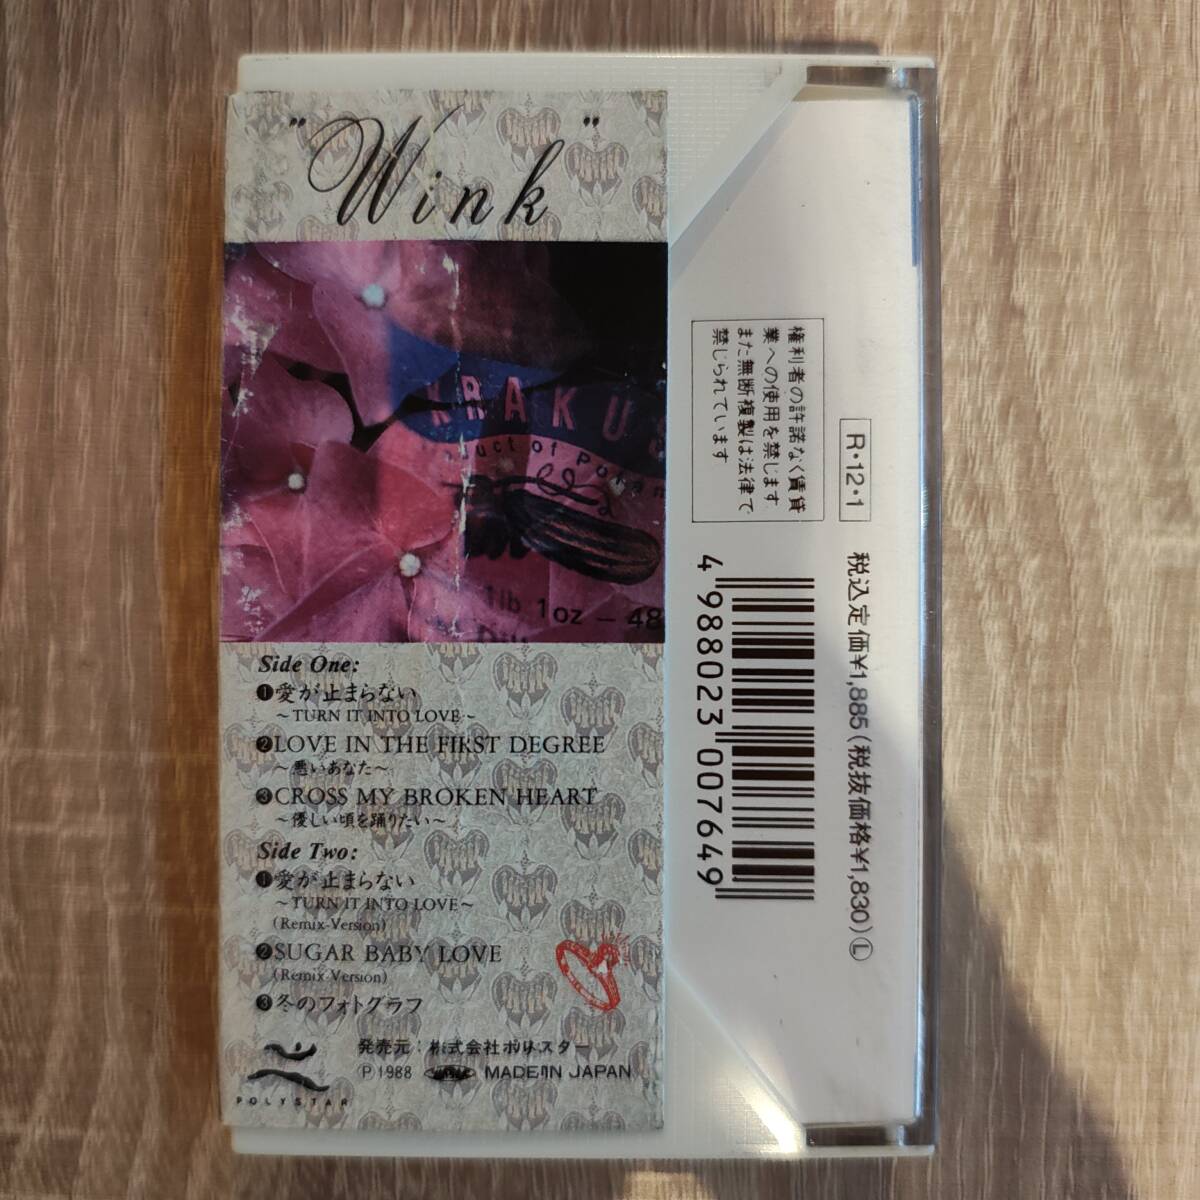 "Wink"
KRAKUS
duct of Polan
1lb 1oz - 48
Side One:
❶愛が止まらない
~TURN IT INTO LOVE~
❷LOVE IN THE FIRST DEGREE
~悪いあなた~
❸CROSS MY BROKEN HEART
~優しい頃を踊りたい~
Side Two:
❶愛が止まらない
~TURN IT INTO LOVE~
(Remix-Version)
❷SUGAR BABY LOVE
(Remix-Version)
❸冬のフォトグラフ
発売元:株式会社ポリスター
Ⓟ1988 MADE IN JAPAN
POLYSTAR
権利者の許諾なく賃貸
業への使用を禁じます
また無断複製は法律で
禁じられています
R・12・1
税込定価¥1,885(税抜価格¥1,830)Ⓛ
4988023007649